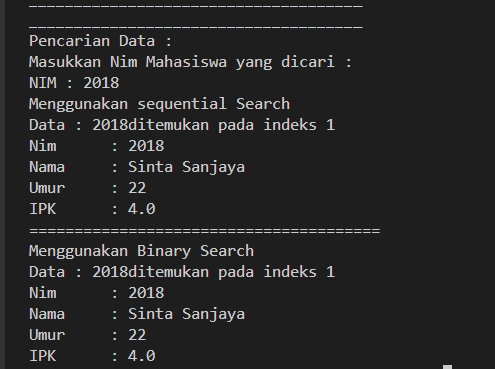 _____________________________________
_____________________________________
Pencarian Data :
Masukkan Nim Mahasiswa yang dicari :
NIM : 2018
Menggunakan sequential Search
Data : 2018ditemukan pada indeks 1
Nim      : 2018
Nama     : Sinta Sanjaya
Umur     : 22
IPK      : 4.0
=======================================
Menggunakan Binary Search
Data : 2018ditemukan pada indeks 1
Nim      : 2018
Nama     : Sinta Sanjaya
Umur     : 22
IPK      : 4.0